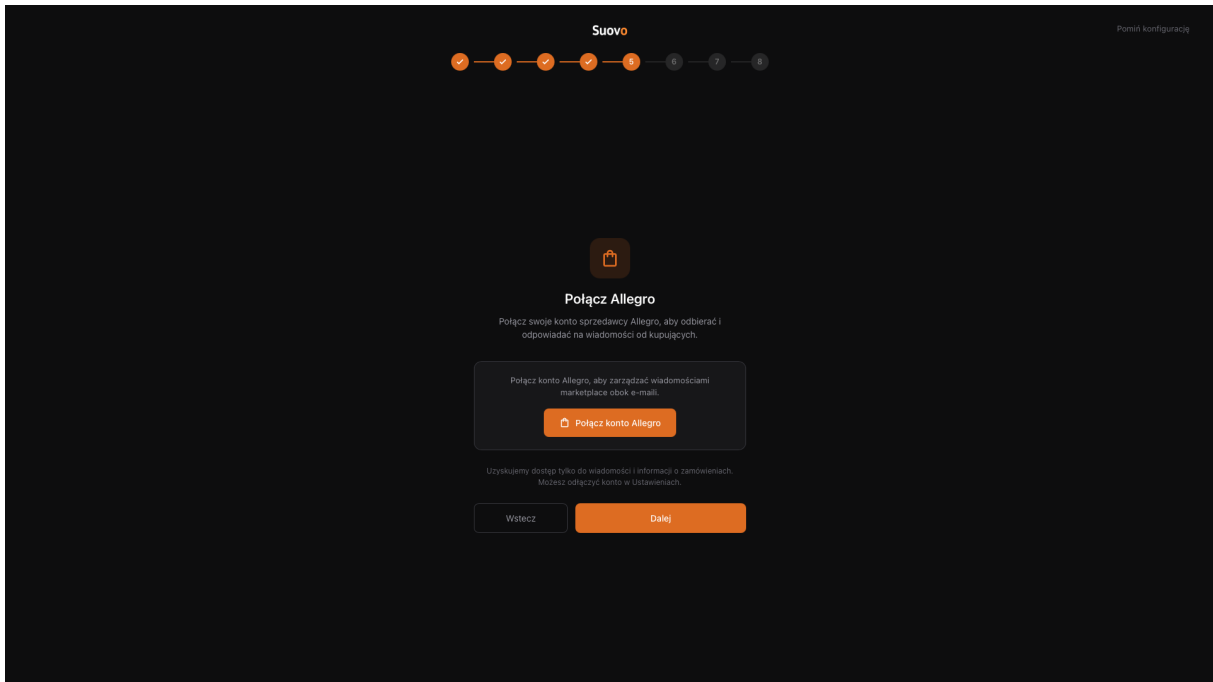 Suovo
Pomiń konfigurację
5 6 7 8
Połącz Allegro
Połącz swoje konto sprzedawcy Allegro, aby odbierać i
odpowiadać na wiadomości od kupujących.
Połącz konto Allegro, aby zarządzać wiadomościami
marketplace obok e-maili.
Połącz konto Allegro
Uzyskujemy dostęp tylko do wiadomości i informacji o zamówieniach.
Możesz odłączyć konto w Ustawieniach.
Wstecz
Dalej